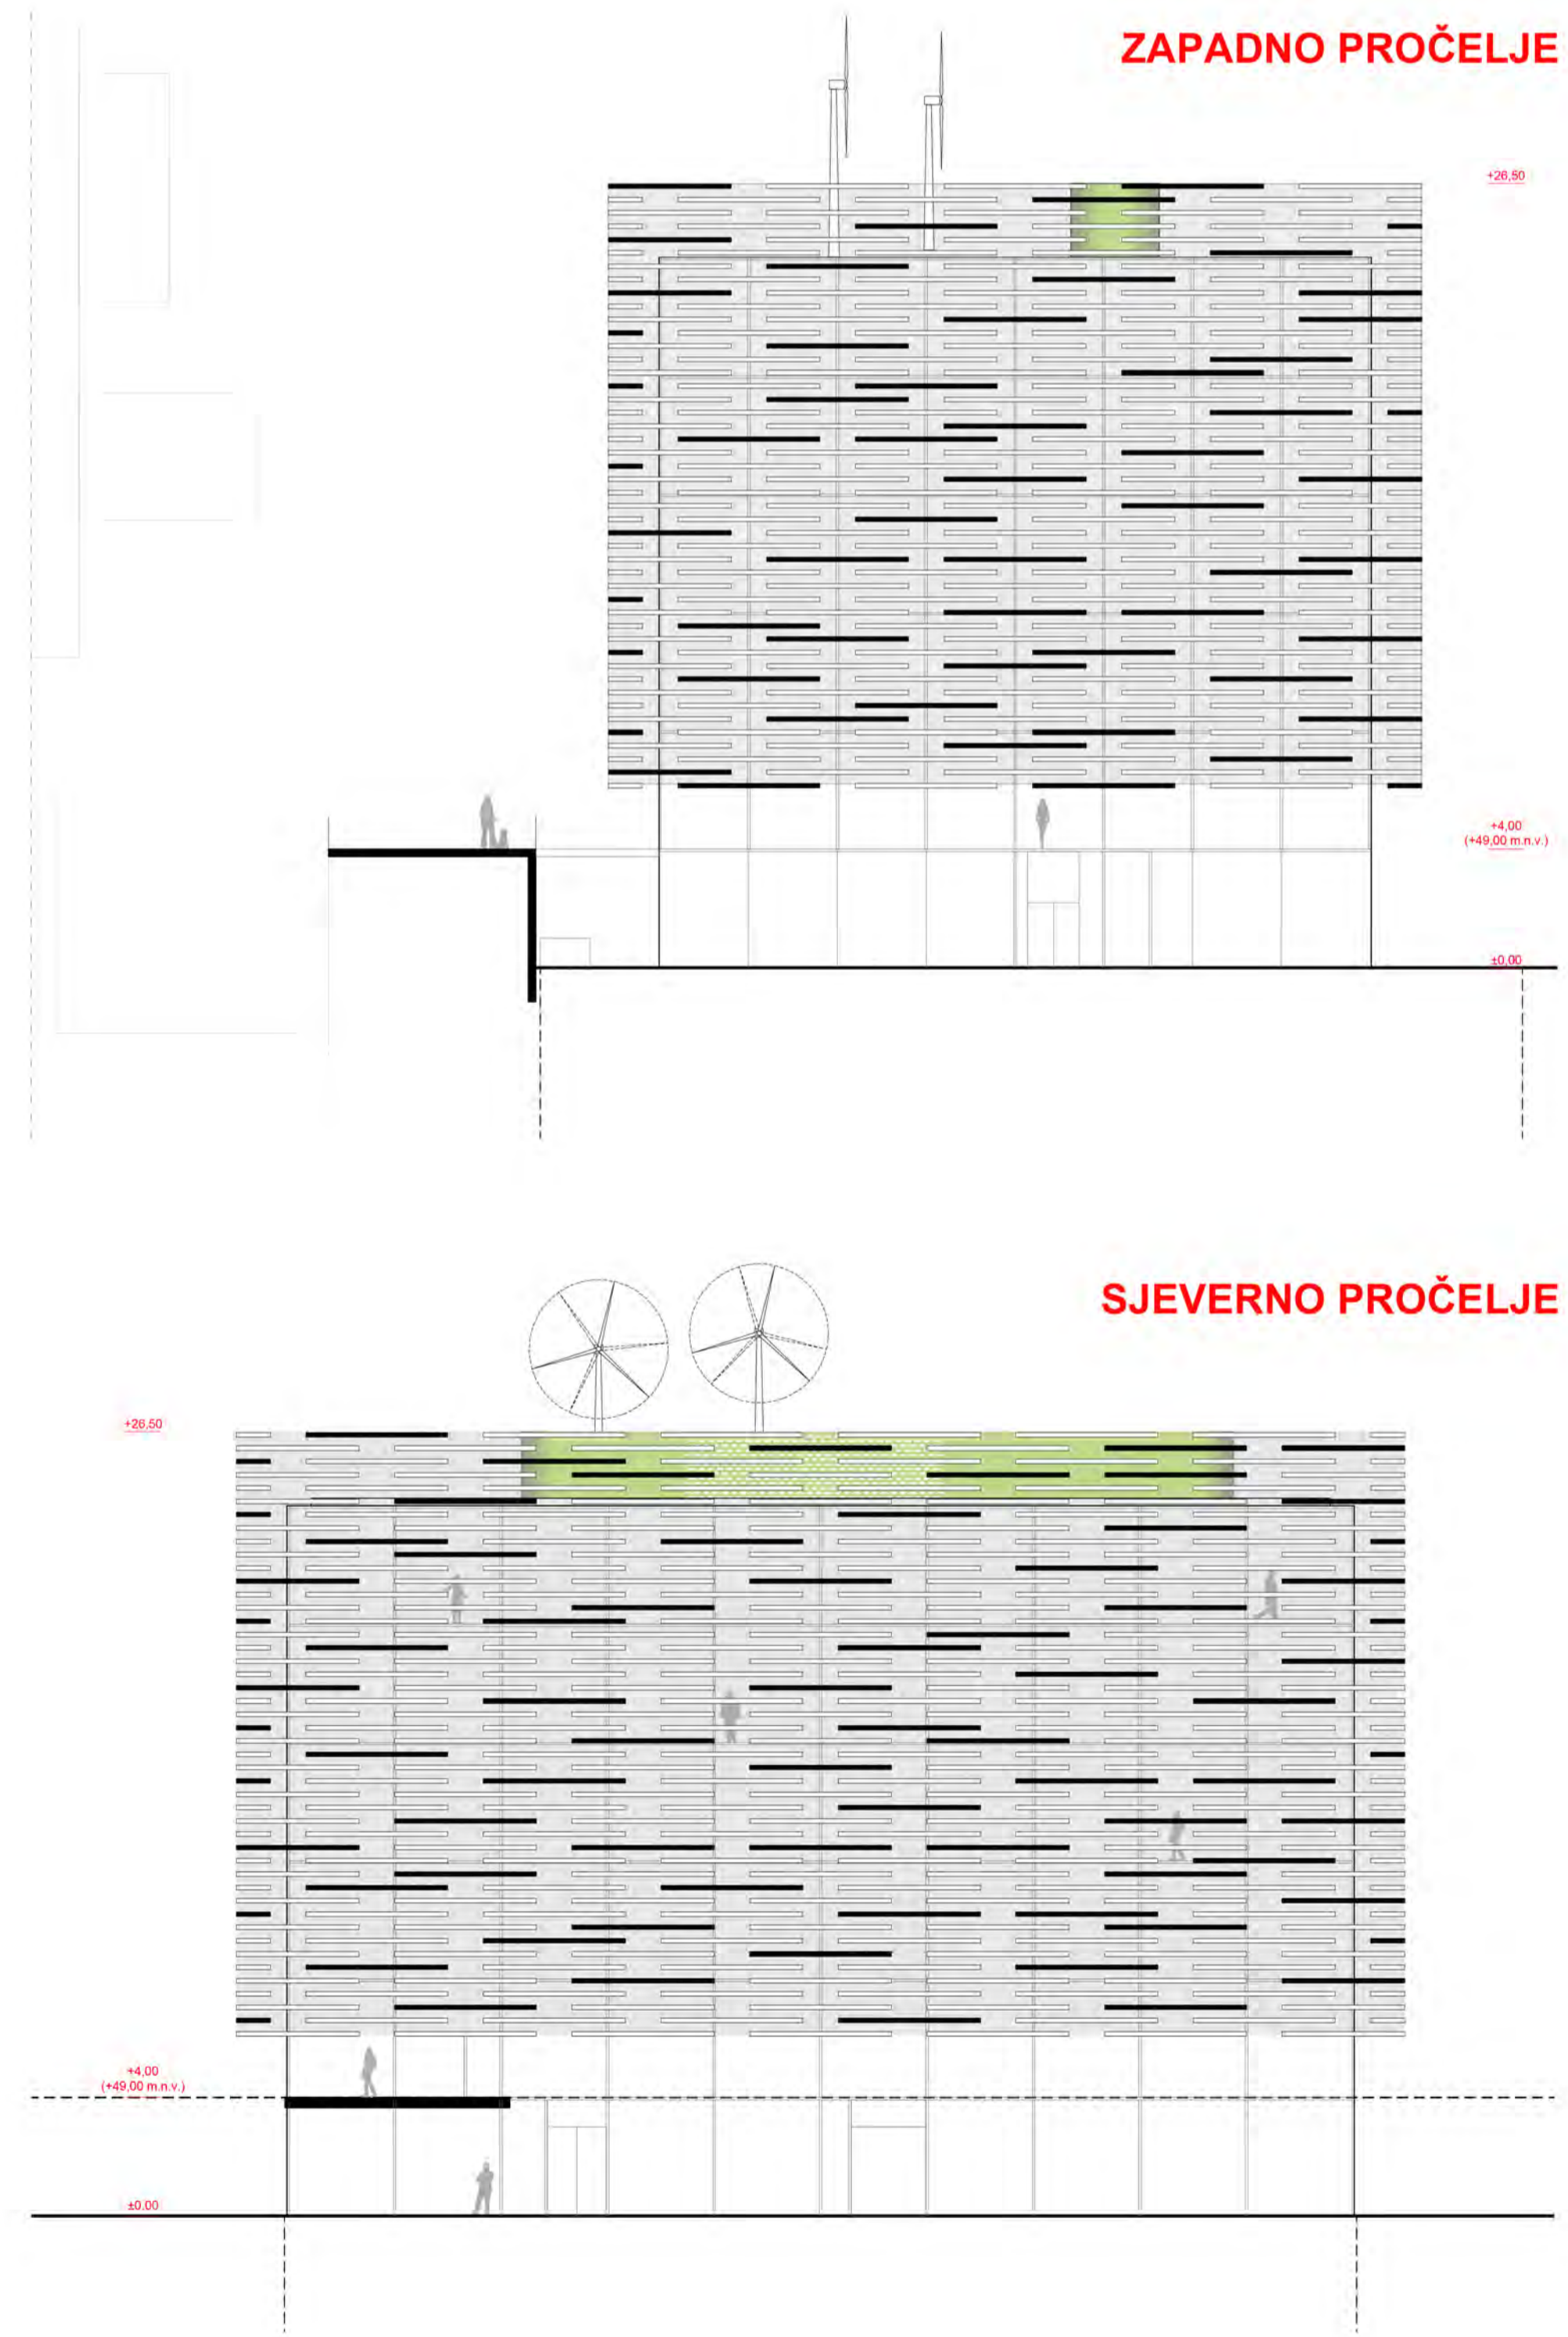 ZAPADNO PROČELJE
+26,50
+4,00
(+49,00 m.n.v.)
±0,00
SJEVERNO PROČELJE
+26,50
+4,00
(+49,00 m.n.v.)
±0.00